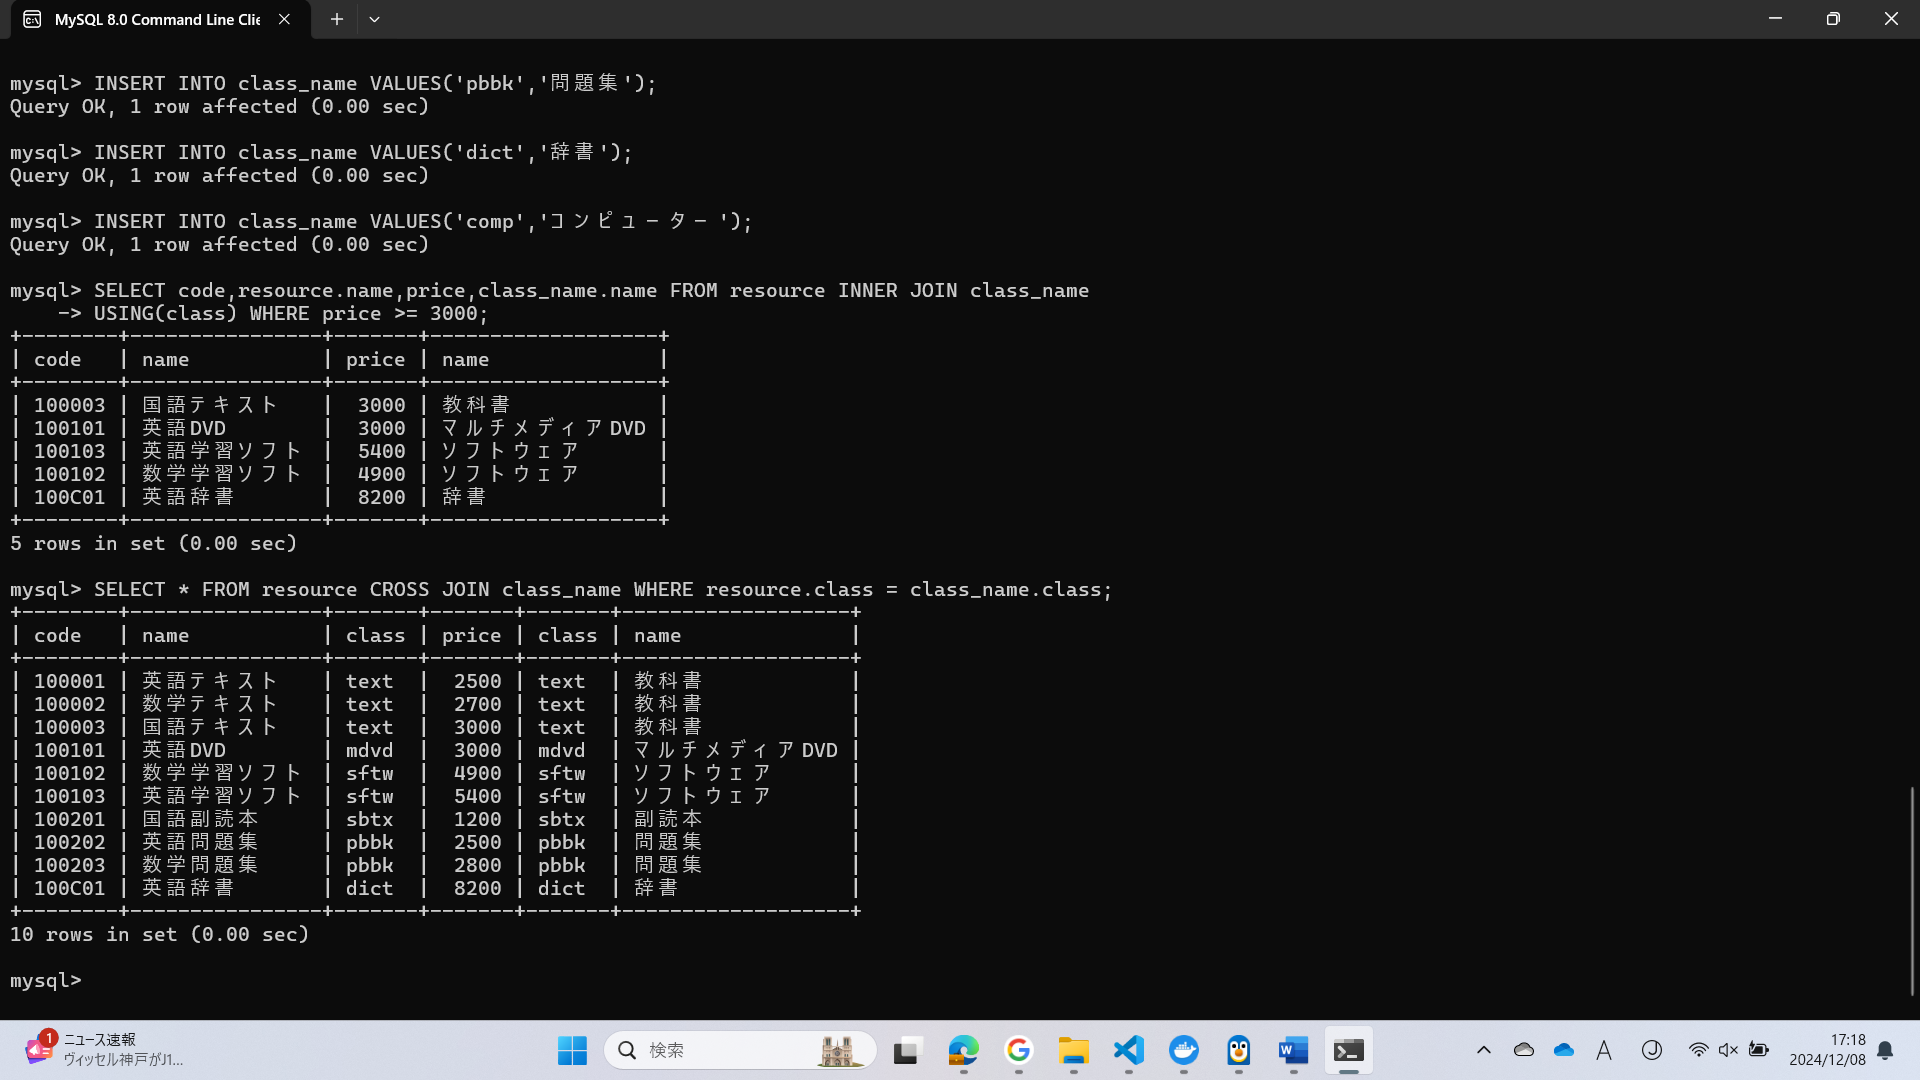 MySQL 8.0 Command Line Clie
mysql> INSERT INTO class_name VALUES('pbbk','問題集');
Query OK, 1 row affected (0.00 sec)
mysql> INSERT INTO class_name VALUES('dict','辞書');
Query OK, 1 row affected (0.00 sec)
mysql> INSERT INTO class_name VALUES('comp','コンピューター');
Query OK, 1 row affected (0.00 sec)
mysql> SELECT code,resource.name,price,class_name.name FROM resource INNER JOIN class_name
    -> USING(class) WHERE price >= 3000;
+--------+----------------+-------+-------------------+
| code   | name           | price | name              |
+--------+----------------+-------+-------------------+
| 100003 | 国語テキスト    |  3000 | 教科書            |
| 100101 | 英語DVD        |  3000 | マルチメディアDVD |
| 100103 | 英語学習ソフト  |  5400 | ソフトウェア       |
| 100102 | 数学学習ソフト  |  4900 | ソフトウェア       |
| 100C01 | 英語辞書       |  8200 | 辞書              |
+--------+----------------+-------+-------------------+
5 rows in set (0.00 sec)
mysql> SELECT * FROM resource CROSS JOIN class_name WHERE resource.class = class_name.class;
+--------+----------------+-------+-------+-------+-------------------+
| code   | name           | class | price | class | name              |
+--------+----------------+-------+-------+-------+-------------------+
| 100001 | 英語テキスト    | text  |  2500 | text  | 教科書            |
| 100002 | 数学テキスト    | text  |  2700 | text  | 教科書            |
| 100003 | 国語テキスト    | text  |  3000 | text  | 教科書            |
| 100101 | 英語DVD        | mdvd  |  3000 | mdvd  | マルチメディアDVD |
| 100102 | 数学学習ソフト  | sftw  |  4900 | sftw  | ソフトウェア       |
| 100103 | 英語学習ソフト  | sftw  |  5400 | sftw  | ソフトウェア       |
| 100201 | 国語副読本     | sbtx  |  1200 | sbtx  | 副読本            |
| 100202 | 英語問題集     | pbbk  |  2500 | pbbk  | 問題集            |
| 100203 | 数学問題集     | pbbk  |  2800 | pbbk  | 問題集            |
| 100C01 | 英語辞書       | dict  |  8200 | dict  | 辞書              |
+--------+----------------+-------+-------+-------+-------------------+
10 rows in set (0.00 sec)
mysql>
1
ニュース速報
ヴィッセル神戸がJ1...
検索
A
J
17:18
2024/12/08